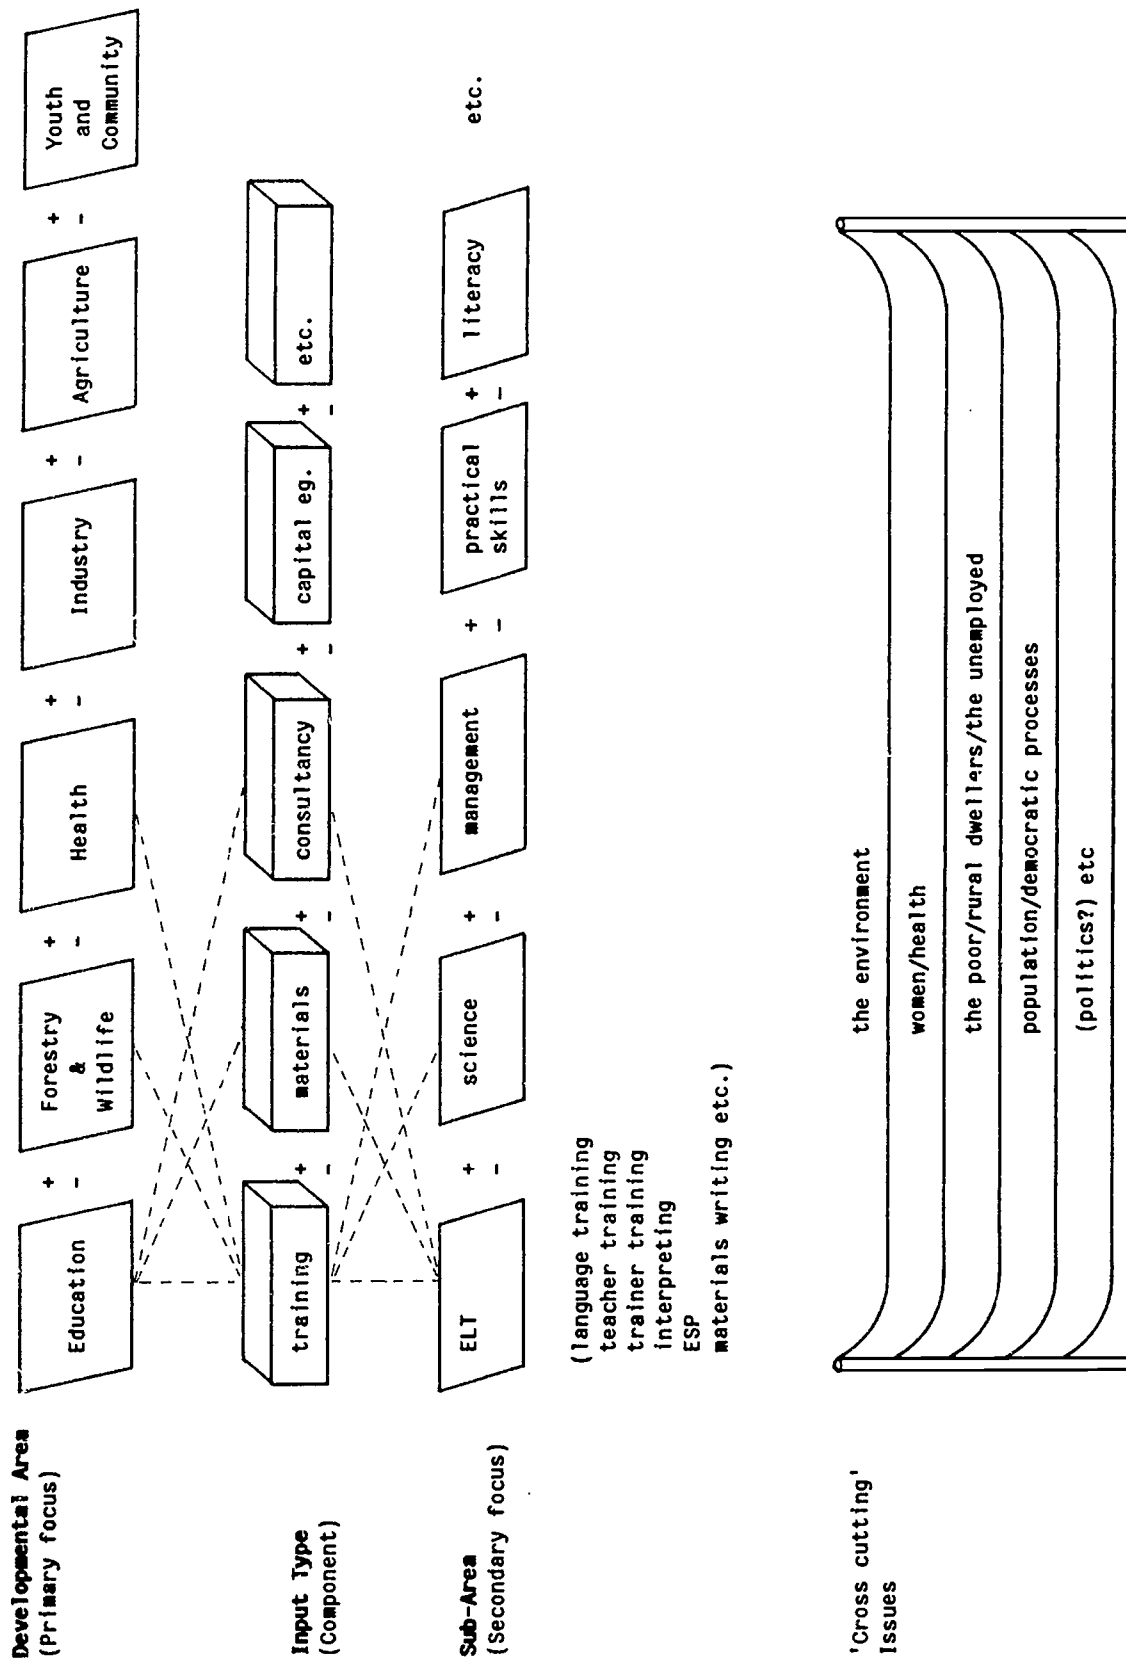 Developmental Area
(Primary focus)
Education
+
-
Forestry
&
Wildlife
+
-
Health
+
-
Industry
+
-
Agriculture
+
-
Youth
and
Community
Input Type
(Component)
training
+
-
materials
+
-
consultancy
+
-
capital eg.
+
-
etc.
Sub-Area
(Secondary focus)
ELT
+
-
science
+
-
management
+
-
practical
skills
+
-
literacy
etc.
(language training
teacher training
trainer training
interpreting
ESP
materials writing etc.)
'Cross cutting'
Issues
the environment
women/health
the poor/rural dwellers/the unemployed
population/democratic processes
(politics?) etc